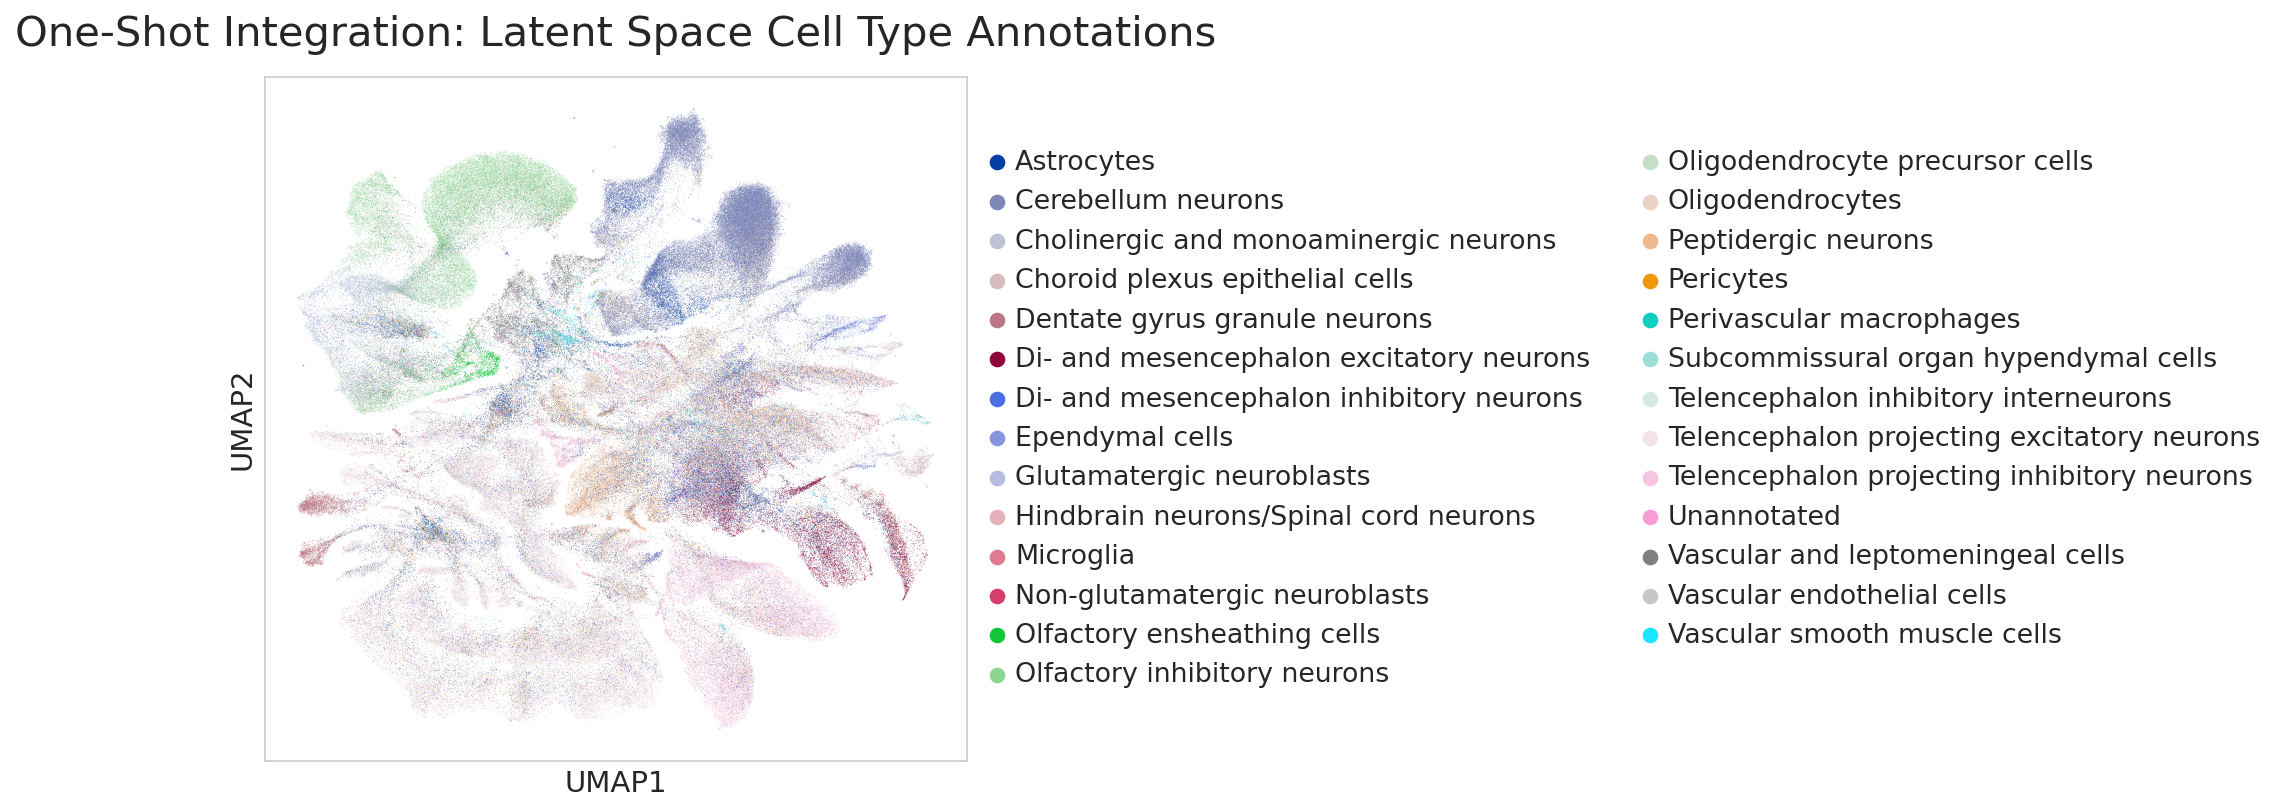 One-Shot Integration: Latent Space Cell Type Annotations
UMAP2
UMAP1
Astrocytes
Cerebellum neurons
Cholinergic and monoaminergic neurons
Choroid plexus epithelial cells
Dentate gyrus granule neurons
Di- and mesencephalon excitatory neurons
Di- and mesencephalon inhibitory neurons
Ependymal cells
Glutamatergic neuroblasts
Hindbrain neurons/Spinal cord neurons
Microglia
Non-glutamatergic neuroblasts
Olfactory ensheathing cells
Olfactory inhibitory neurons
Oligodendrocyte precursor cells
Oligodendrocytes
Peptidergic neurons
Pericytes
Perivascular macrophages
Subcommissural organ hypendymal cells
Telencephalon inhibitory interneurons
Telencephalon projecting excitatory neurons
Telencephalon projecting inhibitory neurons
Unannotated
Vascular and leptomeningeal cells
Vascular endothelial cells
Vascular smooth muscle cells